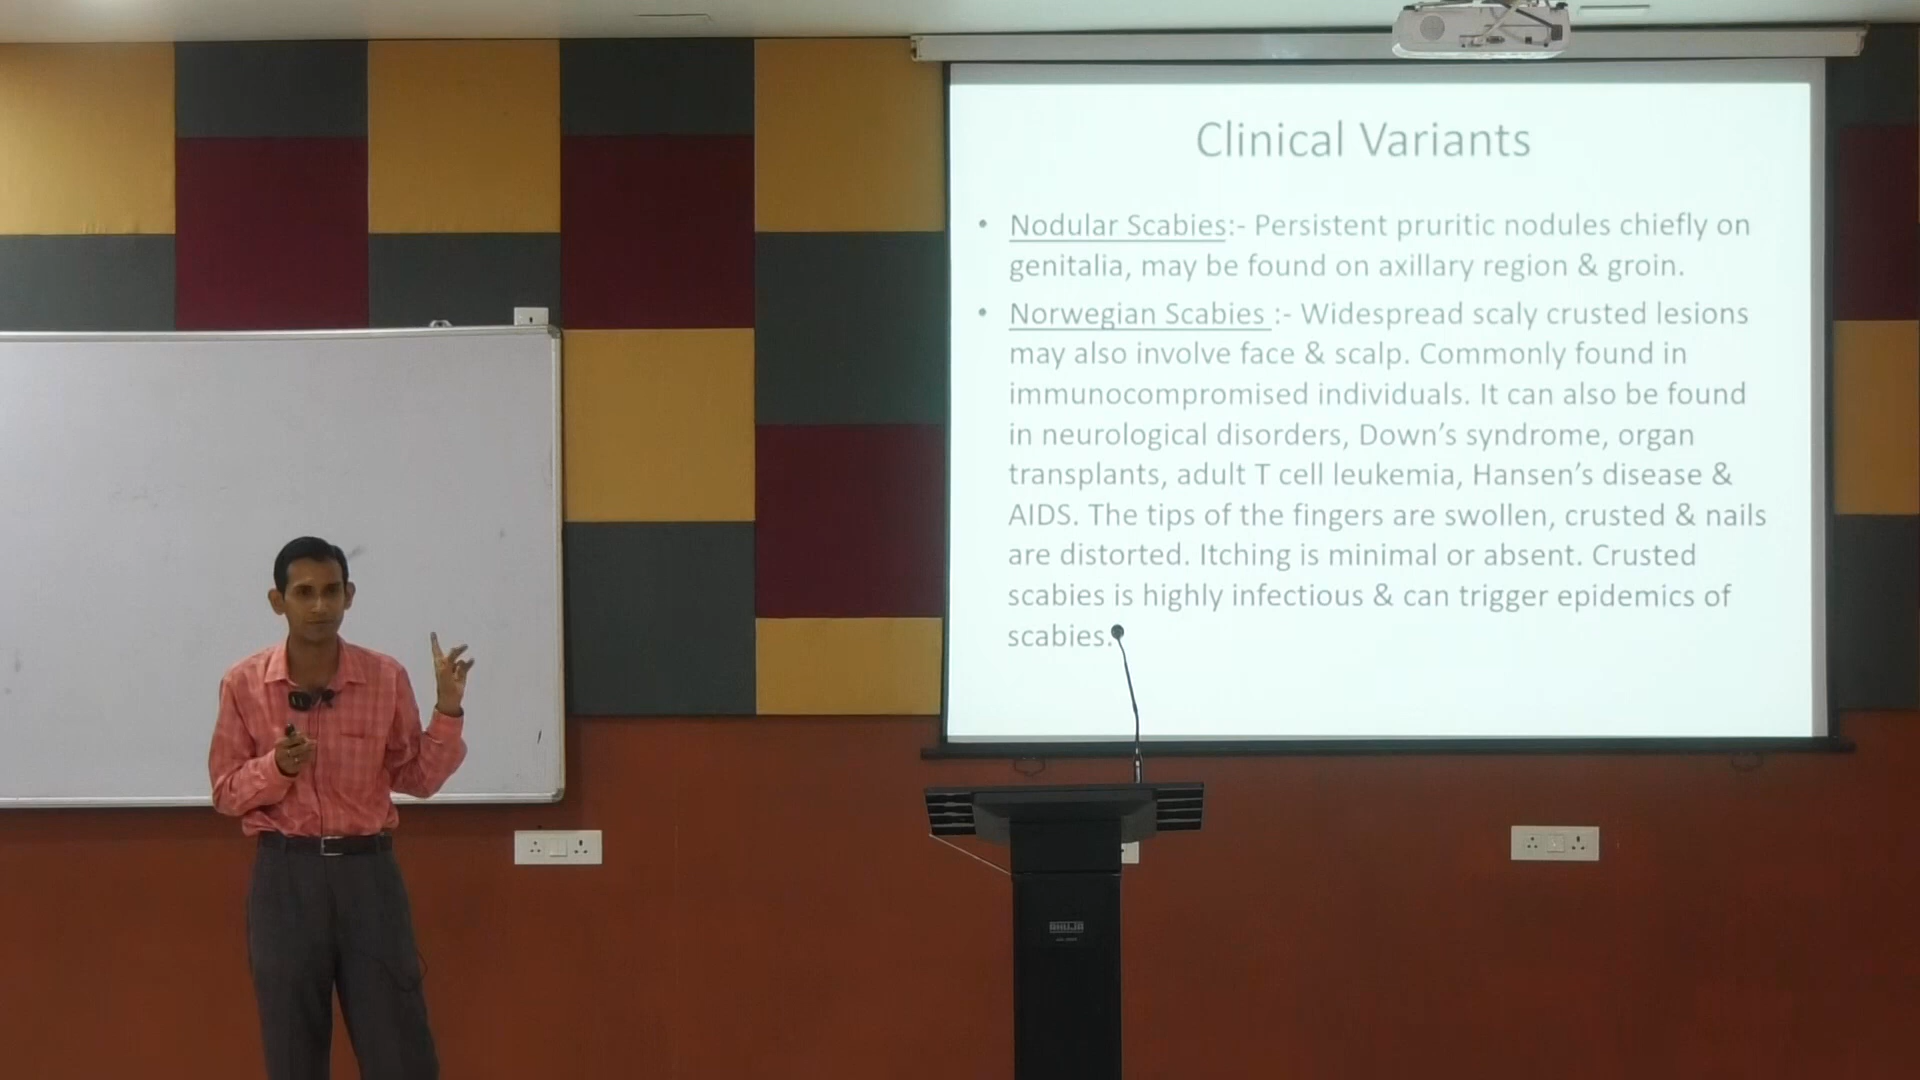 Clinical Variants
• Nodular Scabies:- Persistent pruritic nodules chiefly on
genitalia, may be found on axillary region & groin.
• Norwegian Scabies :- Widespread scaly crusted lesions
may also involve face & scalp. Commonly found in
immunocompromised individuals. It can also be found
in neurological disorders, Down’s syndrome, organ
transplants, adult T cell leukemia, Hansen’s disease &
AIDS. The tips of the fingers are swollen, crusted & nails
are distorted. Itching is minimal or absent. Crusted
scabies is highly infectious & can trigger epidemics of
scabies.
AHUJA